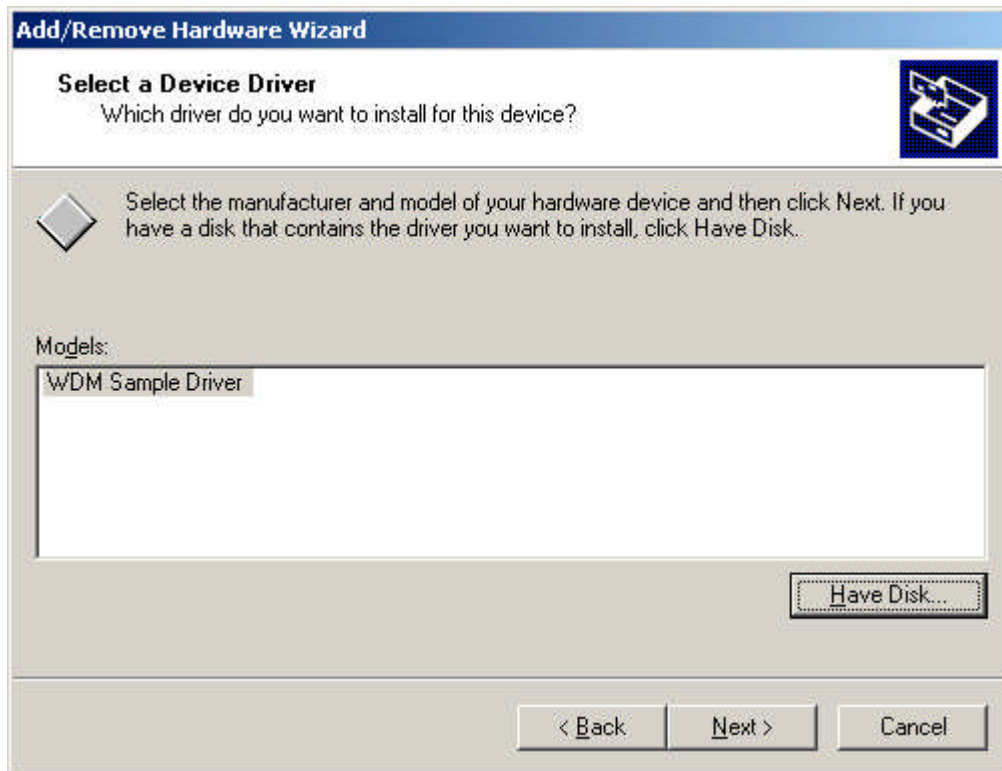 Add/Remove Hardware Wizard
Select a Device Driver
Which driver do you want to install for this device?
Select the manufacturer and model of your hardware device and then click Next. If you
have a disk that contains the driver you want to install, click Have Disk.
Models:
WDM Sample Driver
Have Disk...
< Back
Next >
Cancel